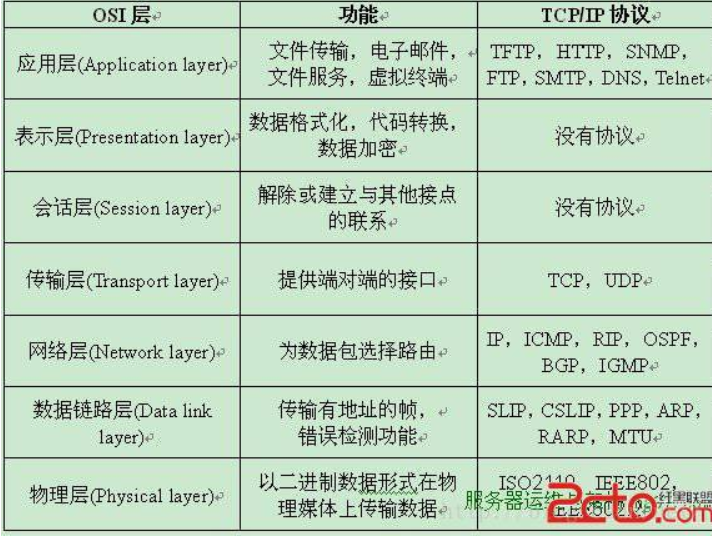 OSI 层
功能
TCP/IP 协议
应用层(Application layer)
文件传输，电子邮件，
文件服务，虚拟终端
TFTP，HTTP，SNMP，
FTP, SMTP, DNS, Telnet
表示层(Presentation layer)
数据格式化，代码转换，
数据加密
没有协议
会话层(Session layer)
解除或建立与其他接点
的联系
没有协议
传输层(Transport layer)
提供端对端的接口
TCP，UDP
网络层(Network layer)
为数据包选择路由
IP，ICMP，RIP，OSPF，
BGP，IGMP
数据链路层(Data link
layer)
传输有地址的帧，
错误检测功能
SLIP, CSLIP, PPP, ARP,
RARP，MTU
物理层(Physical layer)
以二进制数据形式在物
理媒体上传输数据
ISO2110，IEEE802，
服务器运维
2cto.com
红黑联盟